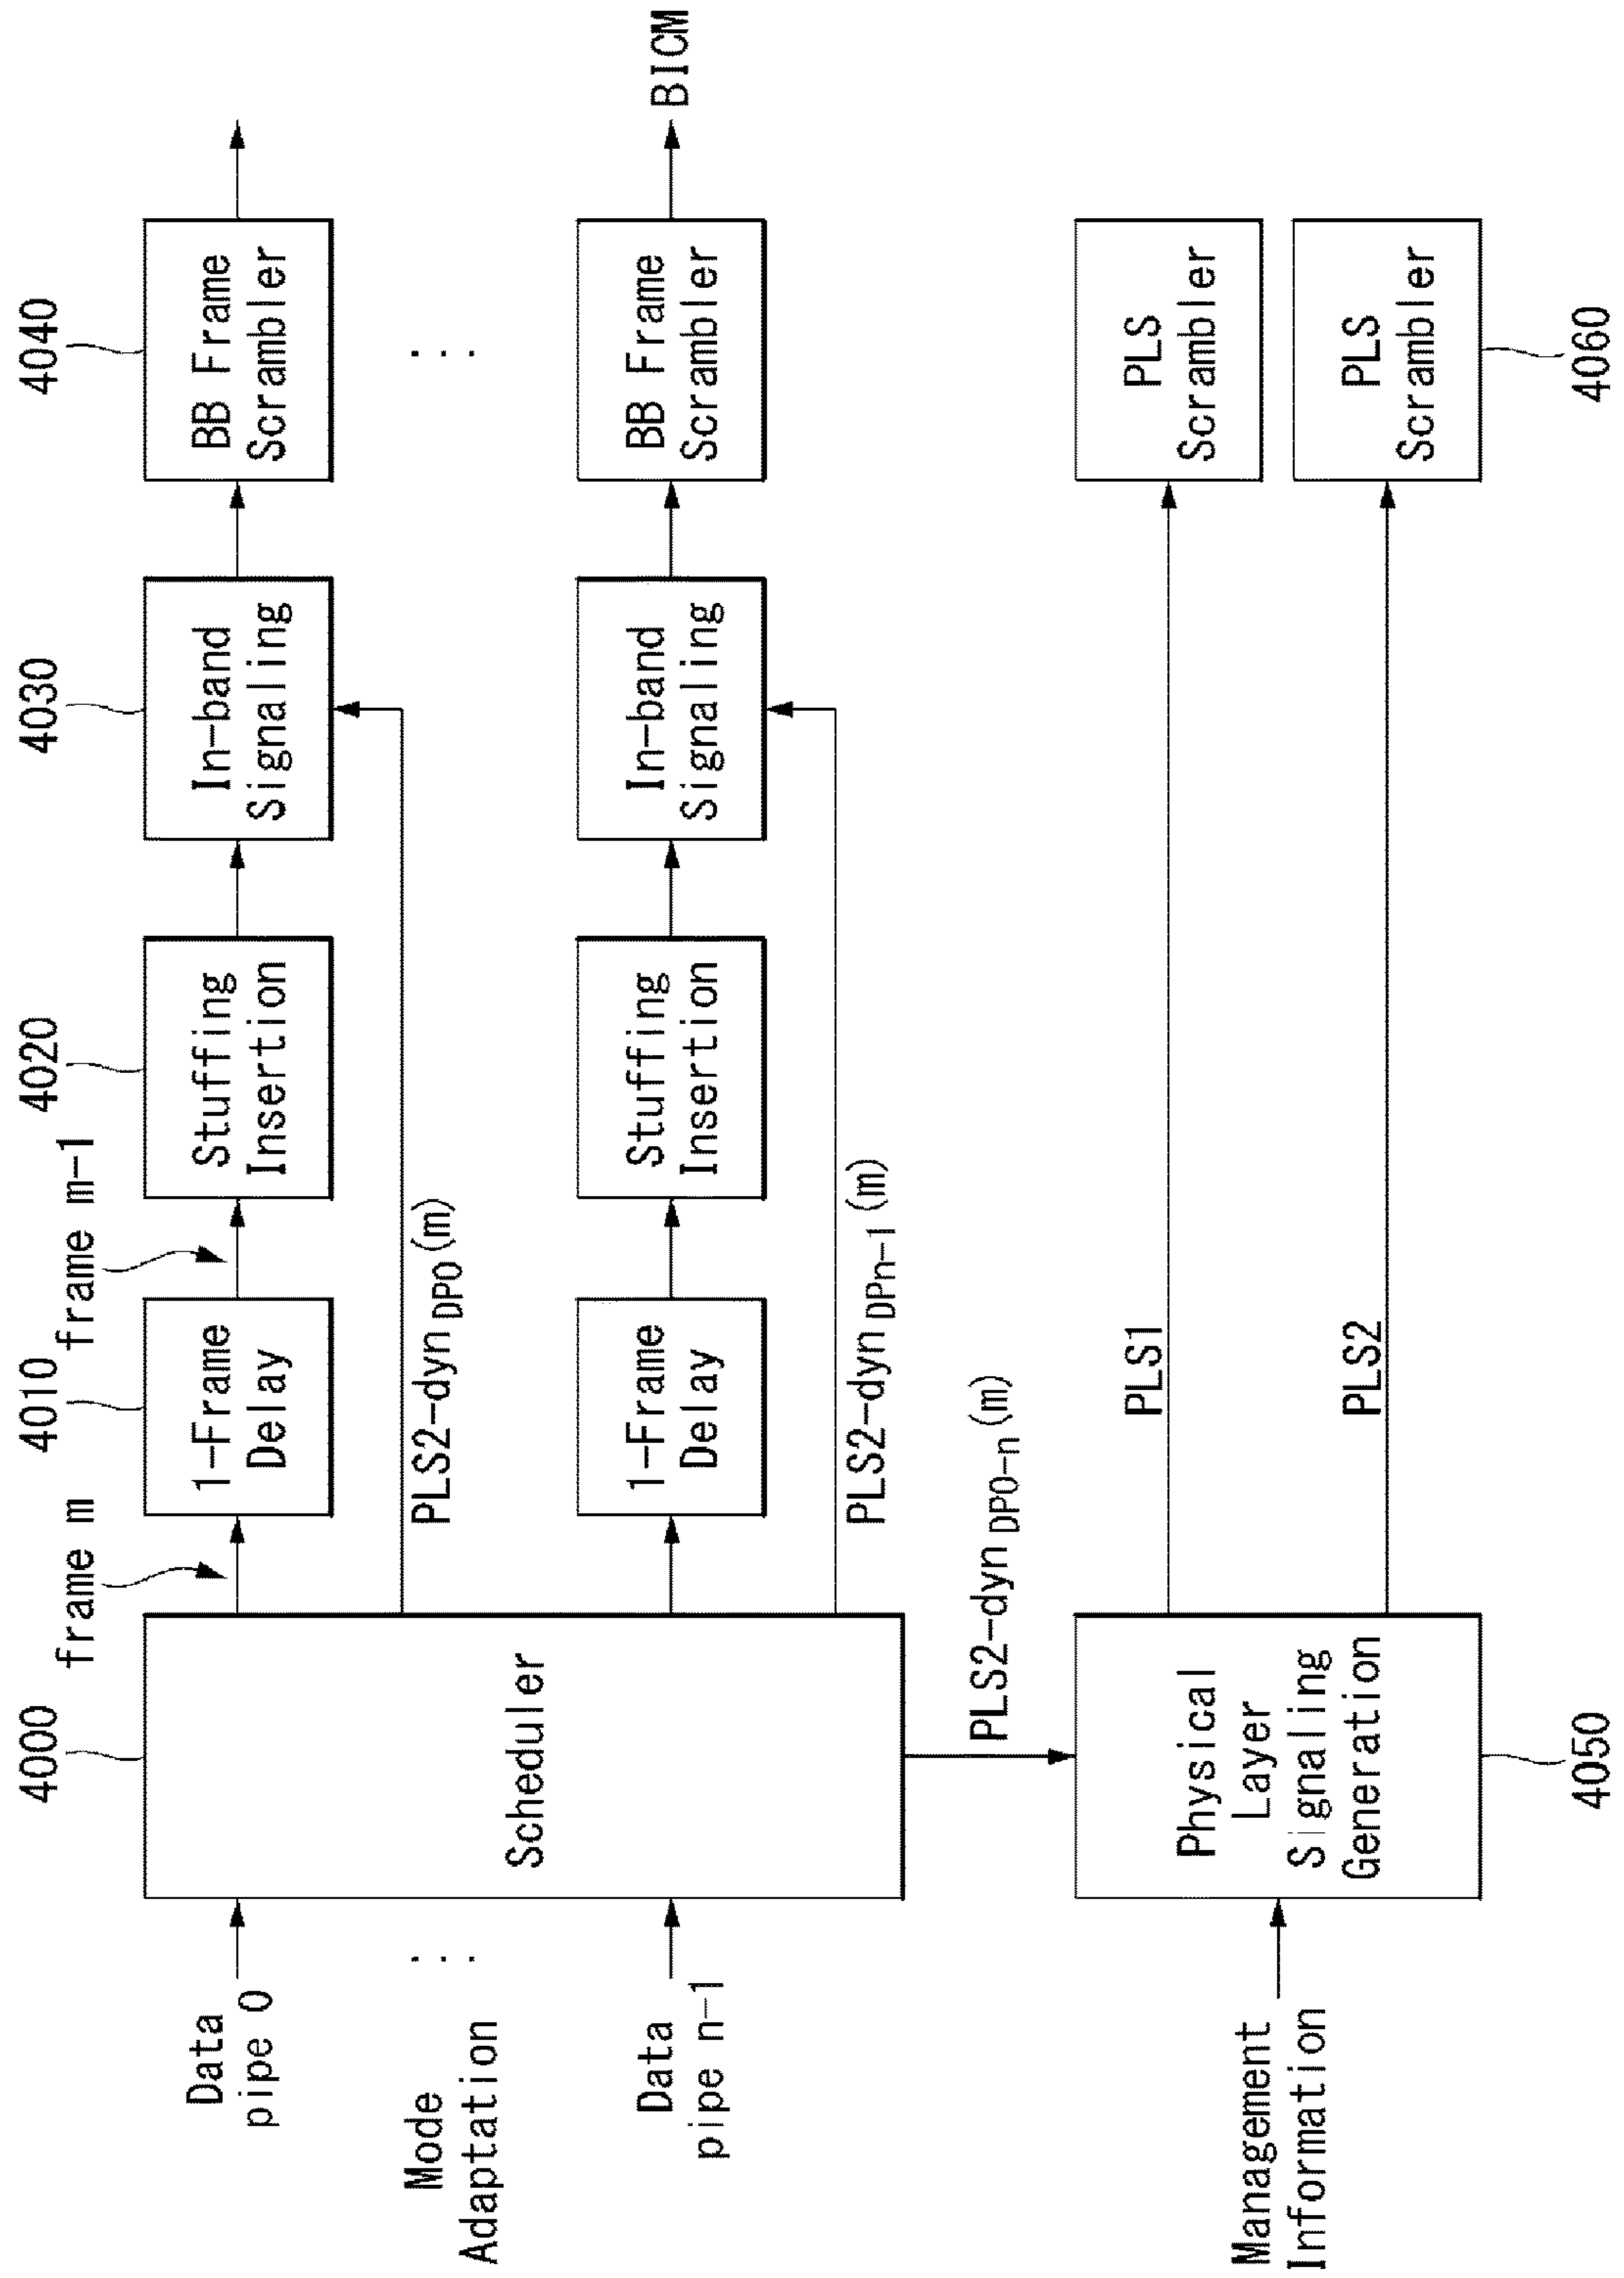 4000
4010
4020
4030
4040
frame m
frame m-1
Data
pipe 0
Mode
Adaptation
...
Data
pipe n-1
Scheduler
1-Frame
Delay
Stuffing
Insertion
In-band
Signaling
BB Frame
Scrambler
PLS2-dyn DP0(m)
...
1-Frame
Delay
Stuffing
Insertion
In-band
Signaling
BB Frame
Scrambler
BICM
PLS2-dyn DPn-1(m)
PLS2-dyn DP0-n(m)
Management
Information
Physical
Layer
Signaling
Generation
PLS1
PLS
Scrambler
PLS2
PLS
Scrambler
4050
4060